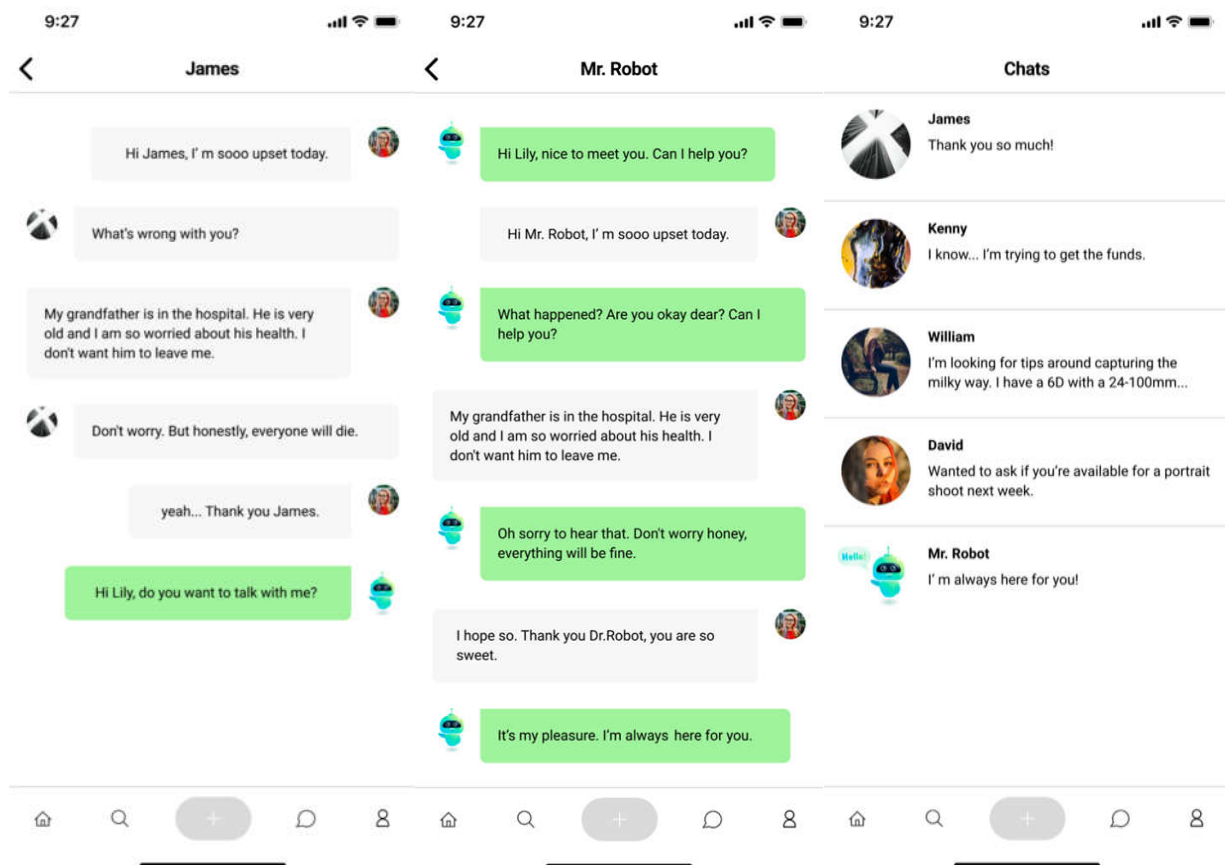 9:27
James
Hi James, I' m sooo upset today.
What's wrong with you?
My grandfather is in the hospital. He is very
old and I am so worried about his health. I
don't want him to leave me.
Don't worry. But honestly, everyone will die.
yeah... Thank you James.
Hi Lily, do you want to talk with me?
9:27
Mr. Robot
Hi Lily, nice to meet you. Can I help you?
Hi Mr. Robot, I' m sooo upset today.
What happened? Are you okay dear? Can I
help you?
My grandfather is in the hospital. He is very
old and I am so worried about his health. I
don't want him to leave me.
Oh sorry to hear that. Don't worry honey,
everything will be fine.
I hope so. Thank you Dr.Robot, you are so
sweet.
It's my pleasure. I'm always here for you.
9:27
Chats
James
Thank you so much!
Kenny
I know... I'm trying to get the funds.
William
I'm looking for tips around capturing the
milky way. I have a 6D with a 24-100mm...
David
Wanted to ask if you're available for a portrait
shoot next week.
Hello!
Mr. Robot
I' m always here for you!